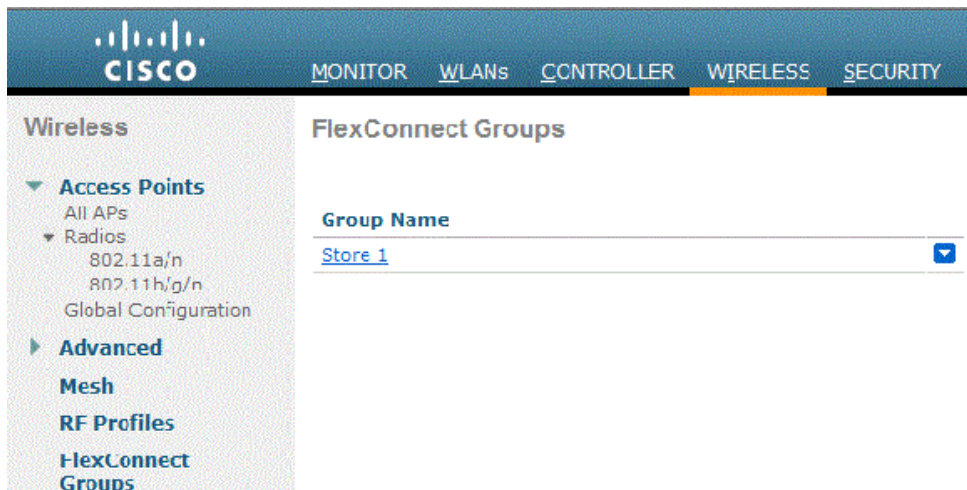 CISCO
MONITOR WLANs CONTROLLER WIRELESS SECURITY
Wireless
Access Points
All APs
Radios
802.11a/n
802.11b/g/n
Global Configuration
Advanced
Mesh
RF Profiles
FlexConnect
Groups
FlexConnect Groups
Group Name
Store 1